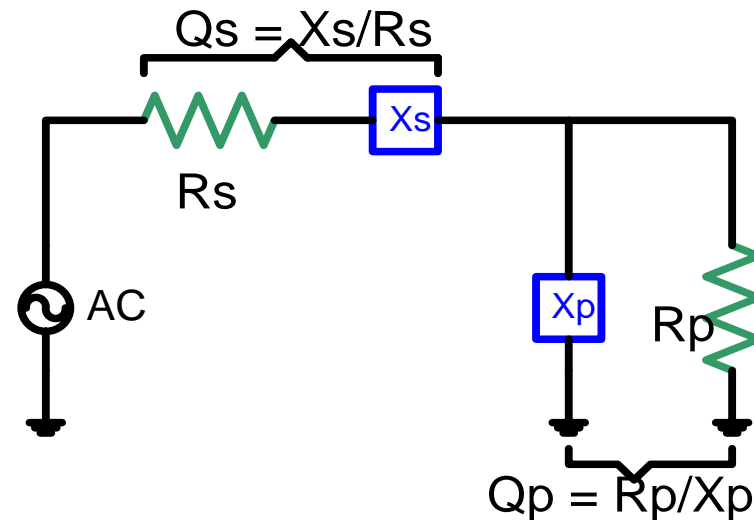 Qs = Xs/Rs
Xs
Rs
AC
Xp
Rp
Qp = Rp/Xp